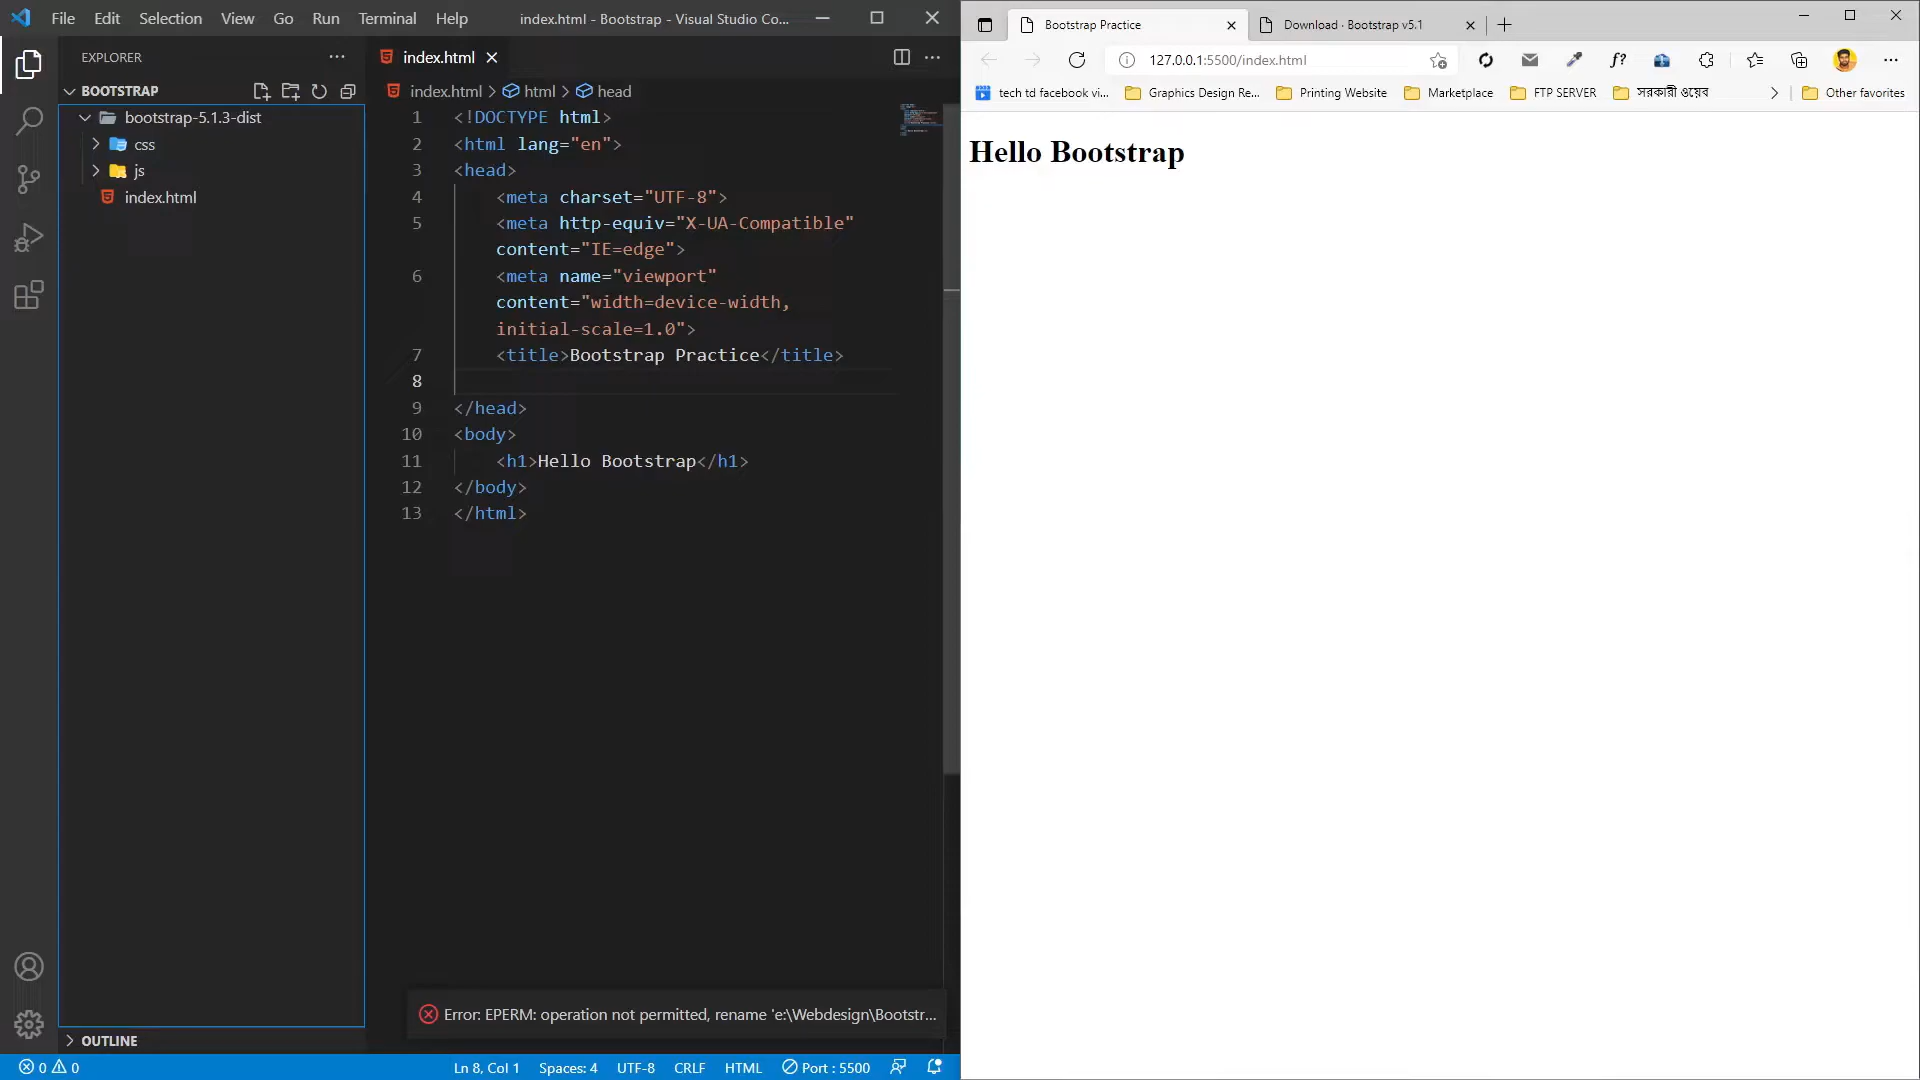 File Edit Selection View Go Run Terminal Help index.html - Bootstrap - Visual Studio Co...
EXPLORER
BOOTSTRAP
bootstrap-5.1.3-dist
css
js
index.html
OUTLINE
index.html
index.html > html > head
1 <!DOCTYPE html>
2 <html lang="en">
3 <head>
4 <meta charset="UTF-8">
5 <meta http-equiv="X-UA-Compatible"
content="IE=edge">
6 <meta name="viewport"
content="width=device-width,
initial-scale=1.0">
7 <title>Bootstrap Practice</title>
8
9 </head>
10 <body>
11 <h1>Hello Bootstrap</h1>
12 </body>
13 </html>
Error: EPERM: operation not permitted, rename 'e:\Webdesign\Bootstr...
0 0 Ln 8, Col 1 Spaces: 4 UTF-8 CRLF HTML Port : 5500
Bootstrap Practice Download · Bootstrap v5.1
127.0.0.1:5500/index.html f?
tech td facebook vi... Graphics Design Re... Printing Website Marketplace FTP SERVER সরকারী ওয়েব Other favorites
Hello Bootstrap